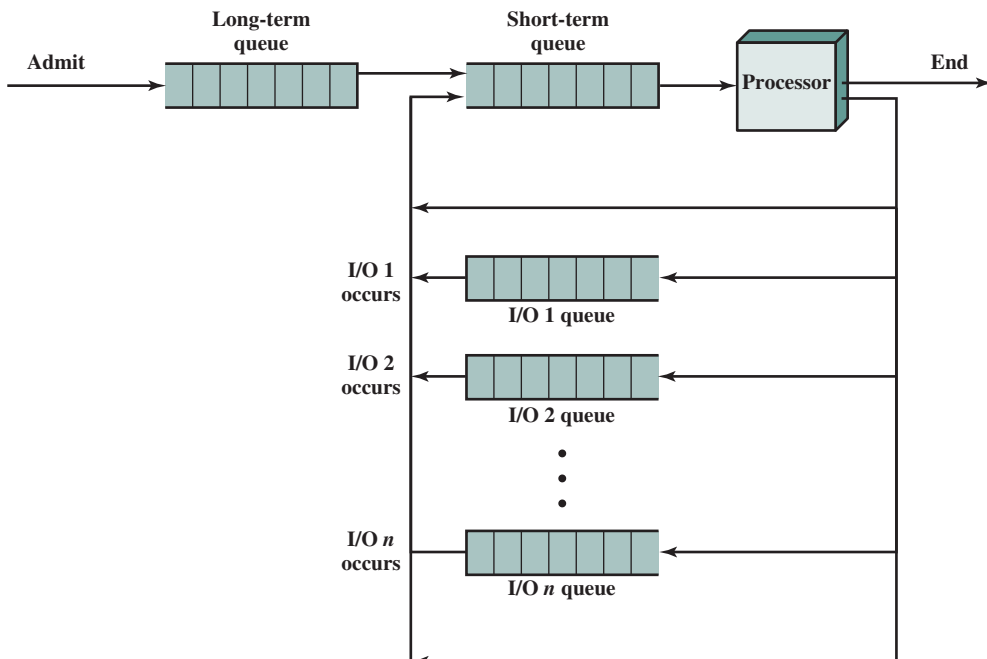 Long-term
queue
Short-term
queue
Admit
Processor
End
I/O 1
occurs
I/O 1 queue
I/O 2
occurs
I/O 2 queue
I/O n
occurs
I/O n queue